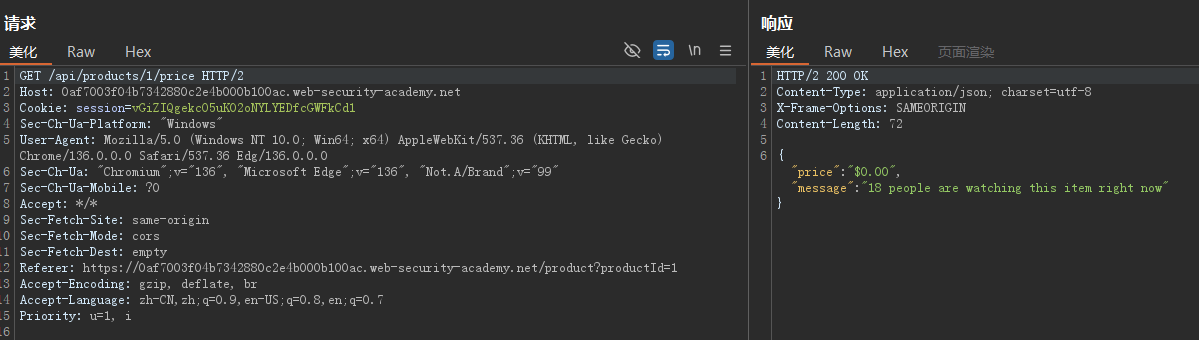 请求
美化 Raw Hex
\n
1 GET /api/products/1/price HTTP/2
2 Host: 0af7003f04b7342880c2e4b000b100ac.web-security-academy.net
3 Cookie: session=vGiZIQgekcO5uKO2oNYLYEDfcGWFkCd1
4 Sec-Ch-Ua-Platform: "Windows"
5 User-Agent: Mozilla/5.0 (Windows NT 10.0; Win64; x64) AppleWebKit/537.36 (KHTML, like Gecko)
Chrome/136.0.0.0 Safari/537.36 Edg/136.0.0.0
6 Sec-Ch-Ua: "Chromium";v="136", "Microsoft Edge";v="136", "Not.A/Brand";v="99"
7 Sec-Ch-Ua-Mobile: ?0
8 Accept: */*
9 Sec-Fetch-Site: same-origin
10 Sec-Fetch-Mode: cors
11 Sec-Fetch-Dest: empty
12 Referer: https://0af7003f04b7342880c2e4b000b100ac.web-security-academy.net/product?productId=1
13 Accept-Encoding: gzip, deflate, br
14 Accept-Language: zh-CN,zh;q=0.9,en-US;q=0.8,en;q=0.7
15 Priority: u=1, i
16
响应
美化 Raw Hex 页面渲染
1 HTTP/2 200 OK
2 Content-Type: application/json; charset=utf-8
3 X-Frame-Options: SAMEORIGIN
4 Content-Length: 72
5
6 {
"price":"$0.00",
"message":"18 people are watching this item right now"
}